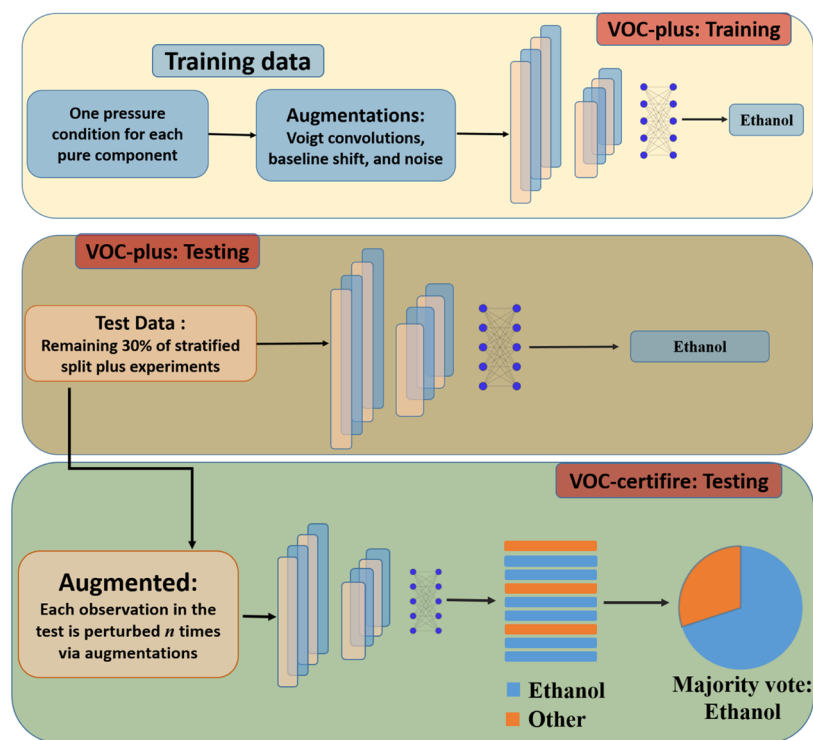 VOC-plus: Training
Training data
One pressure
condition for each
pure component
Augmentations:
Voigt convolutions,
baseline shift, and noise
Ethanol
VOC-plus: Testing
Test Data :
Remaining 30% of stratified
split plus experiments
Ethanol
VOC-certifire: Testing
Augmented:
Each observation in the
test is perturbed n times
via augmentations
Ethanol
Other
Majority vote:
Ethanol